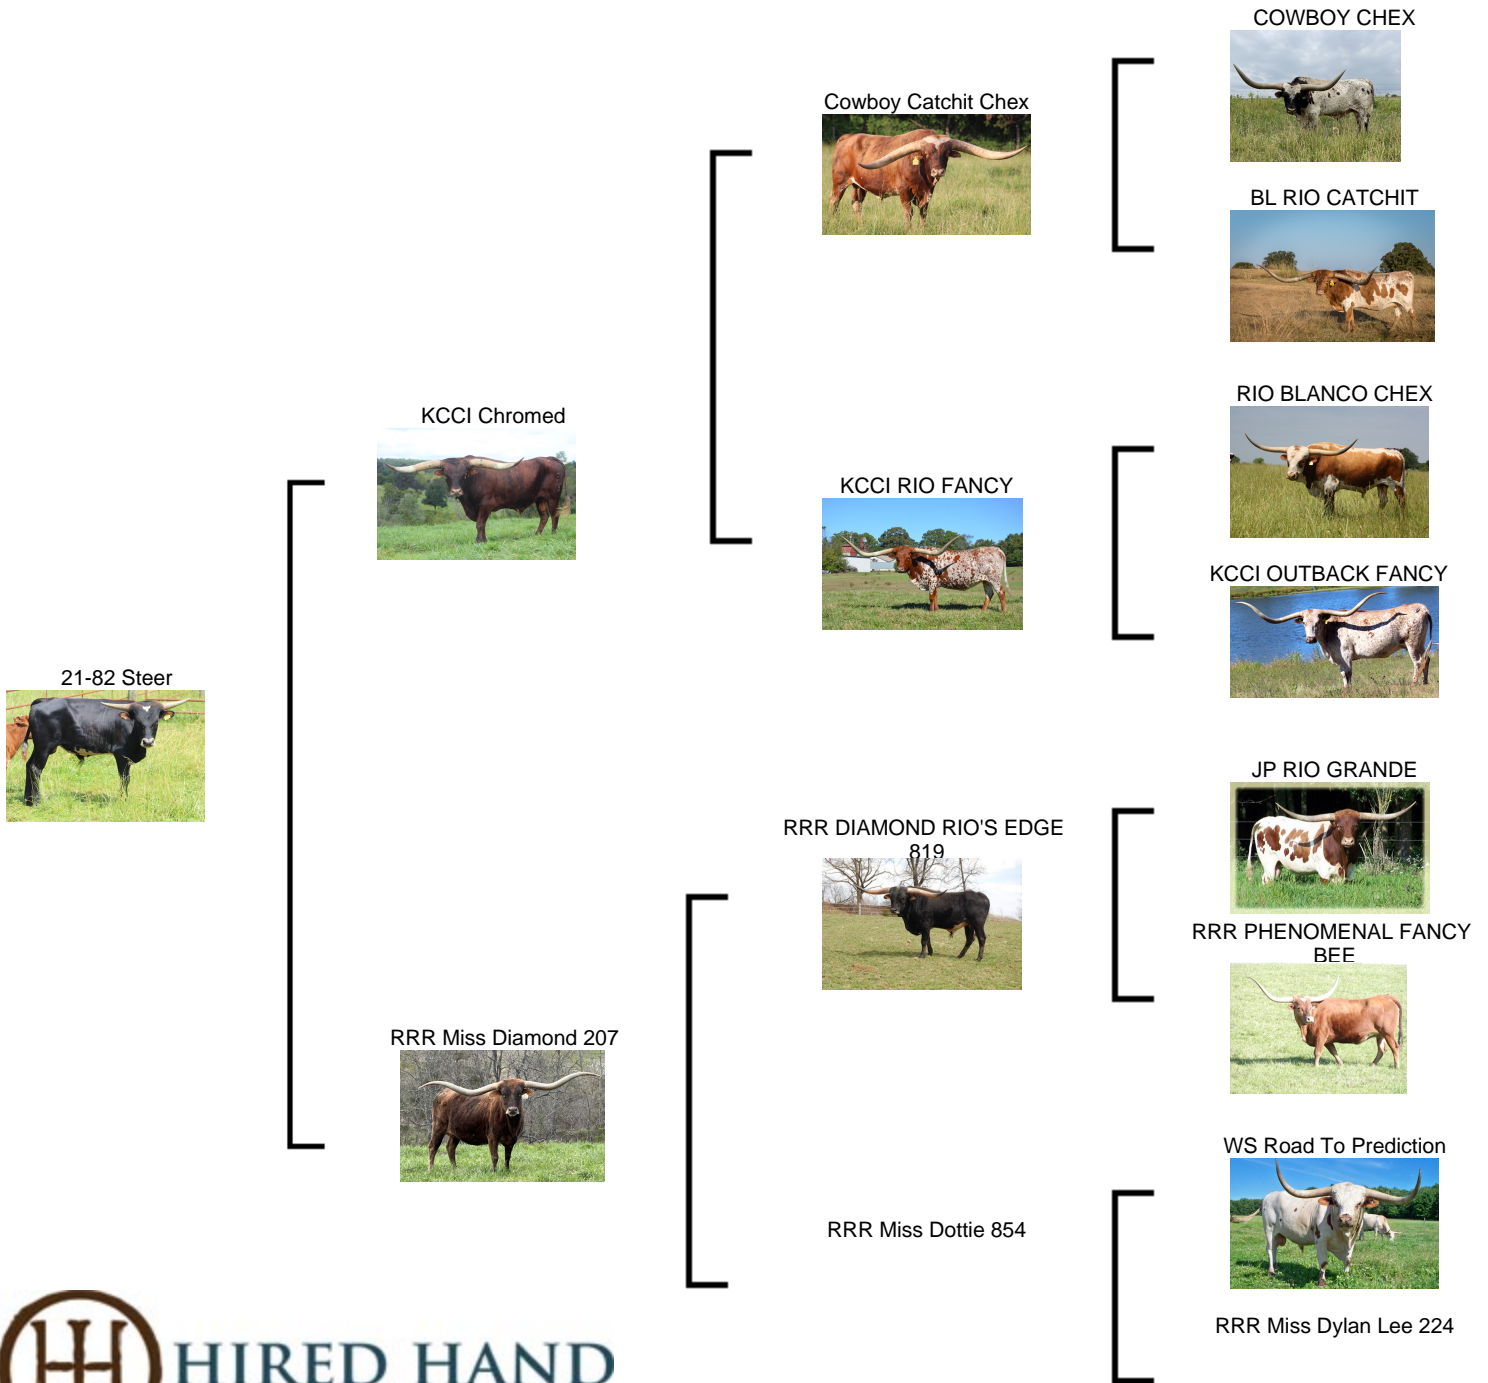 COWBOY CHEX
Cowboy Catchit Chex
BL RIO CATCHIT
KCCI Chromed
RIO BLANCO CHEX
KCCI RIO FANCY
KCCI OUTBACK FANCY
21-82 Steer
JP RIO GRANDE
RRR DIAMOND RIO'S EDGE
819
RRR PHENOMENAL FANCY
BEE
RRR Miss Diamond 207
WS Road To Prediction
RRR Miss Dottie 854
RRR Miss Dylan Lee 224
HIRED HAND